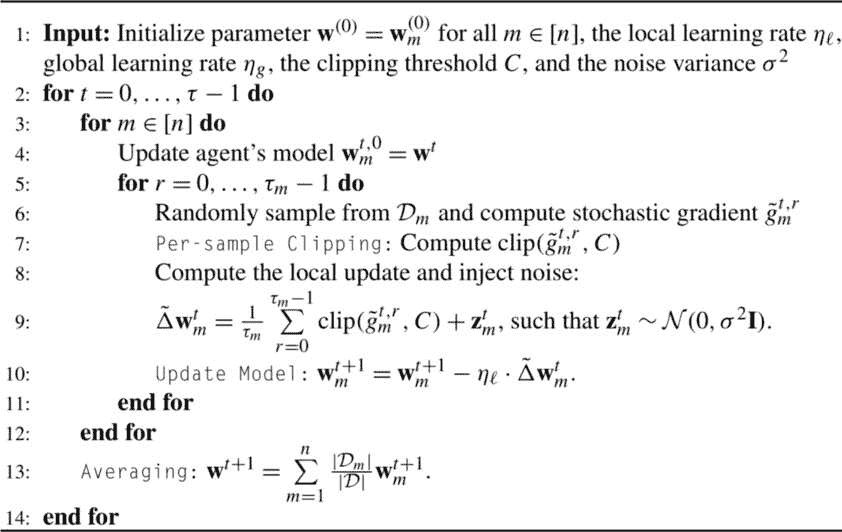 1: Input: Initialize parameter w^(0) = w_m^(0) for all m ∈ [n], the local learning rate η_ℓ,
global learning rate η_g, the clipping threshold C, and the noise variance σ^2
2: for t = 0, . . . , τ − 1 do
3: for m ∈ [n] do
4: Update agent's model w_m^{t,0} = w^t
5: for r = 0, . . . , τ_m − 1 do
6: Randomly sample from 𝒟_m and compute stochastic gradient g̃_m^{t,r}
7: Per-sample Clipping: Compute clip(g̃_m^{t,r}, C)
8: Compute the local update and inject noise:
9: Δ̃w_m^t = 1/τ_m ∑_{r=0}^{τ_m−1} clip(g̃_m^{t,r}, C) + z_m^t, such that z_m^t ∼ 𝒩(0, σ^2 I).
10: Update Model: w_m^{t+1} = w_m^{t+1} − η_ℓ · Δ̃w_m^t.
11: end for
12: end for
13: Averaging: w^{t+1} = ∑_{m=1}^{n} |𝒟_m|/|𝒟| w_m^{t+1}.
14: end for